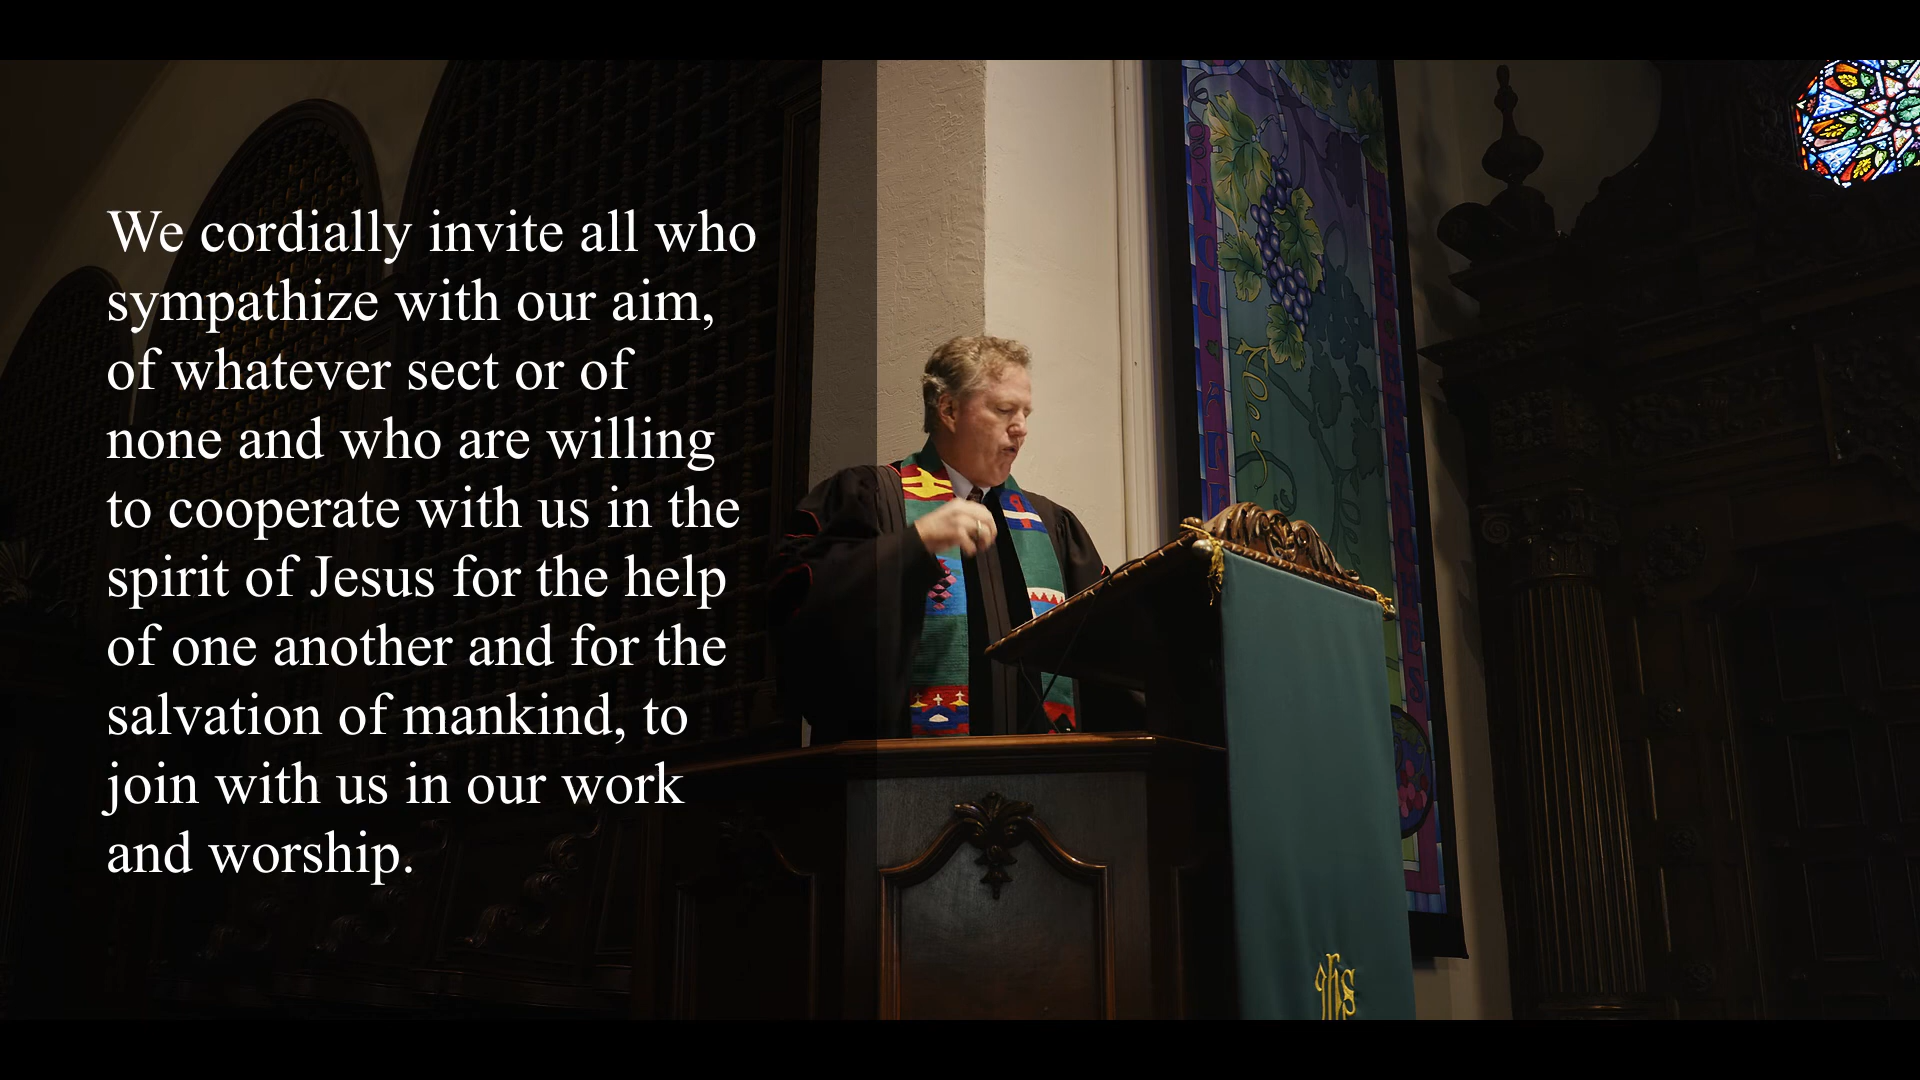 We cordially invite all who
sympathize with our aim,
of whatever sect or of
none and who are willing
to cooperate with us in the
spirit of Jesus for the help
of one another and for the
salvation of mankind, to
join with us in our work
and worship.
ihs